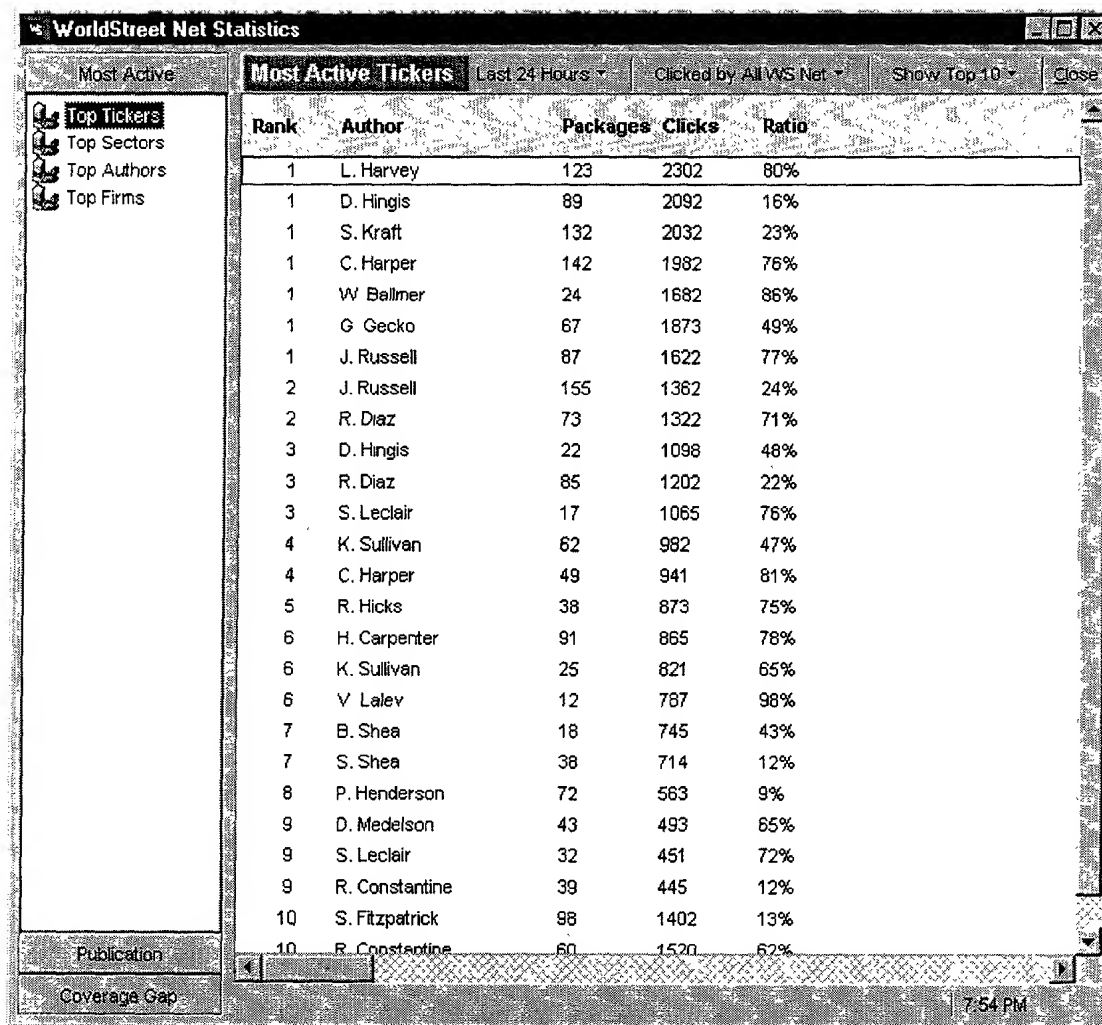 WS WorldStreet Net Statistics
Most Active
Most Active Tickers Last 24 Hours Clicked by All WS Net Show Top 10 Close
Top Tickers
Top Sectors
Top Authors
Top Firms
Rank Author Packages Clicks Ratio
1 L. Harvey 123 2302 80%
1 D. Hingis 89 2092 16%
1 S. Kraft 132 2032 23%
1 C. Harper 142 1982 76%
1 W Ballmer 24 1682 86%
1 G Gecko 67 1873 49%
1 J. Russell 87 1622 77%
2 J. Russell 155 1362 24%
2 R. Diaz 73 1322 71%
3 D. Hingis 22 1098 48%
3 R. Diaz 85 1202 22%
3 S. Leclair 17 1065 76%
4 K. Sullivan 62 982 47%
4 C. Harper 49 941 81%
5 R. Hicks 38 873 75%
6 H. Carpenter 91 865 78%
6 K. Sullivan 25 821 65%
6 V Lalev 12 787 98%
7 B. Shea 18 745 43%
7 S. Shea 38 714 12%
8 P. Henderson 72 563 9%
9 D. Medelson 43 493 65%
9 S. Leclair 32 451 72%
9 R. Constantine 39 445 12%
10 S. Fitzpatrick 98 1402 13%
10 R. Constantine 60 1520 62%
Publication
Coverage Gap
7:54 PM